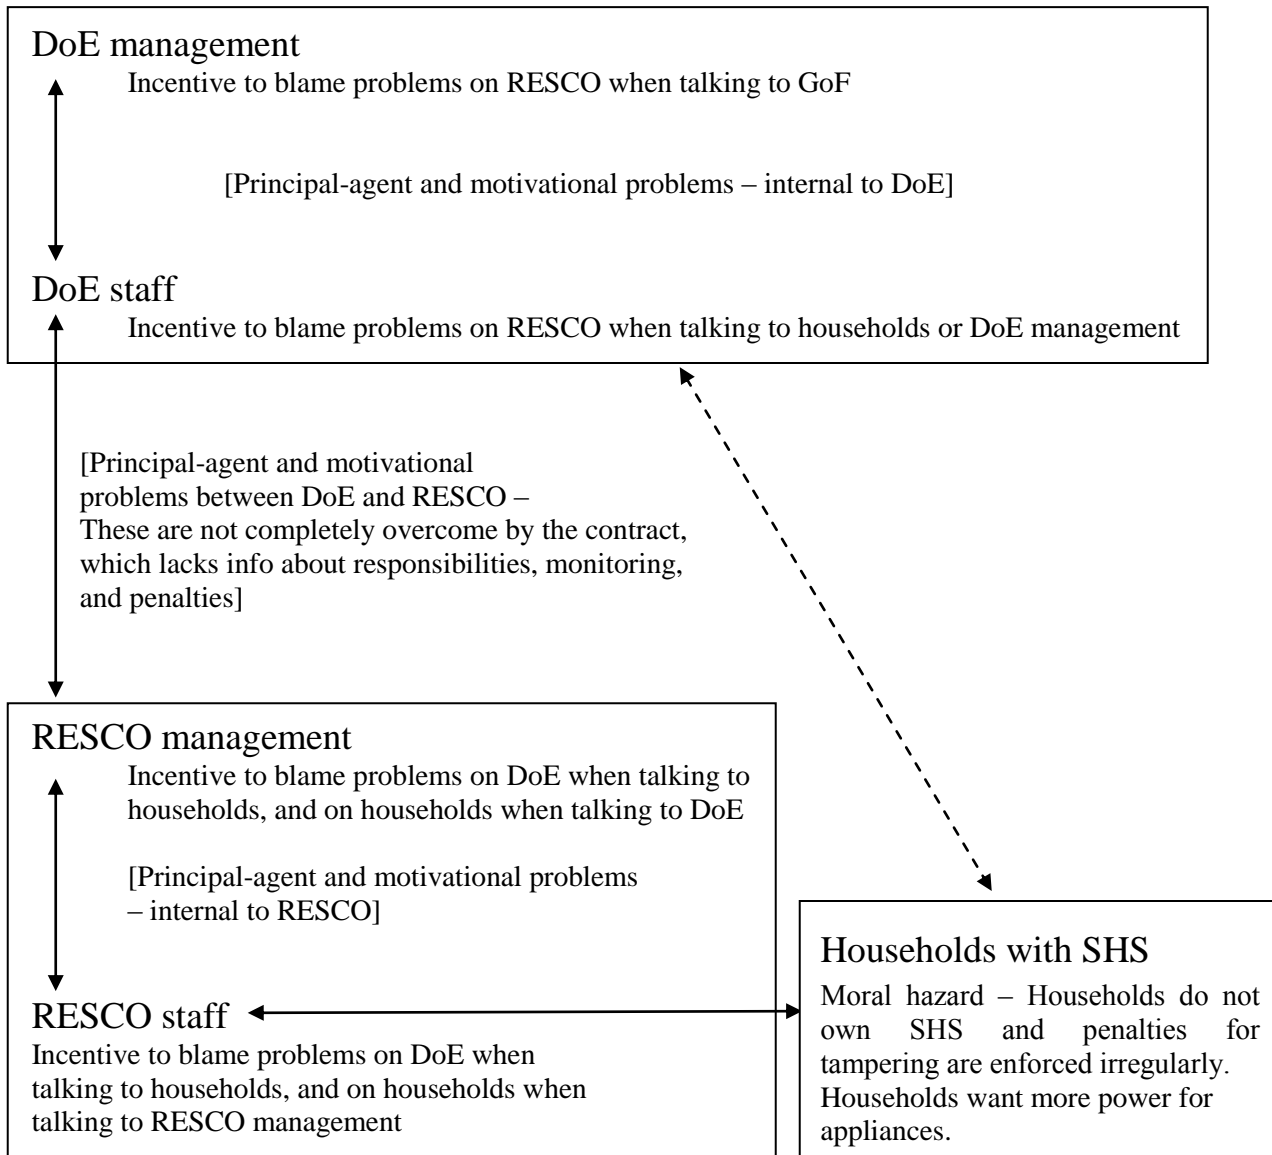 DoE management
Incentive to blame problems on RESCO when talking to GoF
[Principal-agent and motivational problems – internal to DoE]
DoE staff
Incentive to blame problems on RESCO when talking to households or DoE management
[Principal-agent and motivational
problems between DoE and RESCO –
These are not completely overcome by the contract,
which lacks info about responsibilities, monitoring,
and penalties]
RESCO management
Incentive to blame problems on DoE when talking to
households, and on households when talking to DoE
[Principal-agent and motivational problems
– internal to RESCO]
RESCO staff
Incentive to blame problems on DoE when
talking to households, and on households when
talking to RESCO management
Households with SHS
Moral hazard – Households do not
own SHS and penalties for
tampering are enforced irregularly.
Households want more power for
appliances.